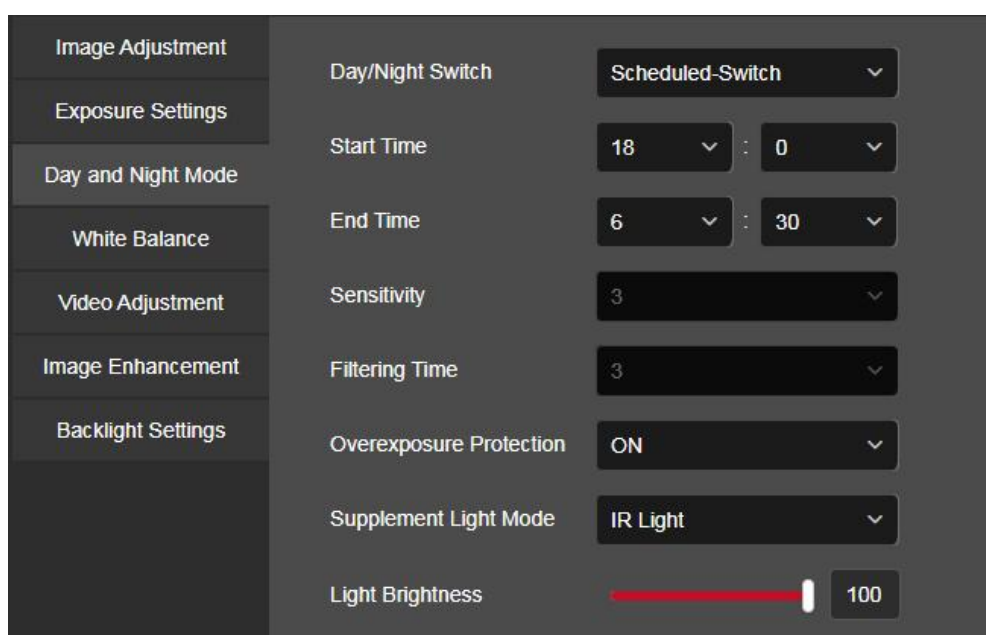 Image Adjustment
Exposure Settings
Day and Night Mode
White Balance
Video Adjustment
Image Enhancement
Backlight Settings
Day/Night Switch Scheduled-Switch
Start Time 18 : 0
End Time 6 : 30
Sensitivity 3
Filtering Time 3
Overexposure Protection ON
Supplement Light Mode IR Light
Light Brightness 100